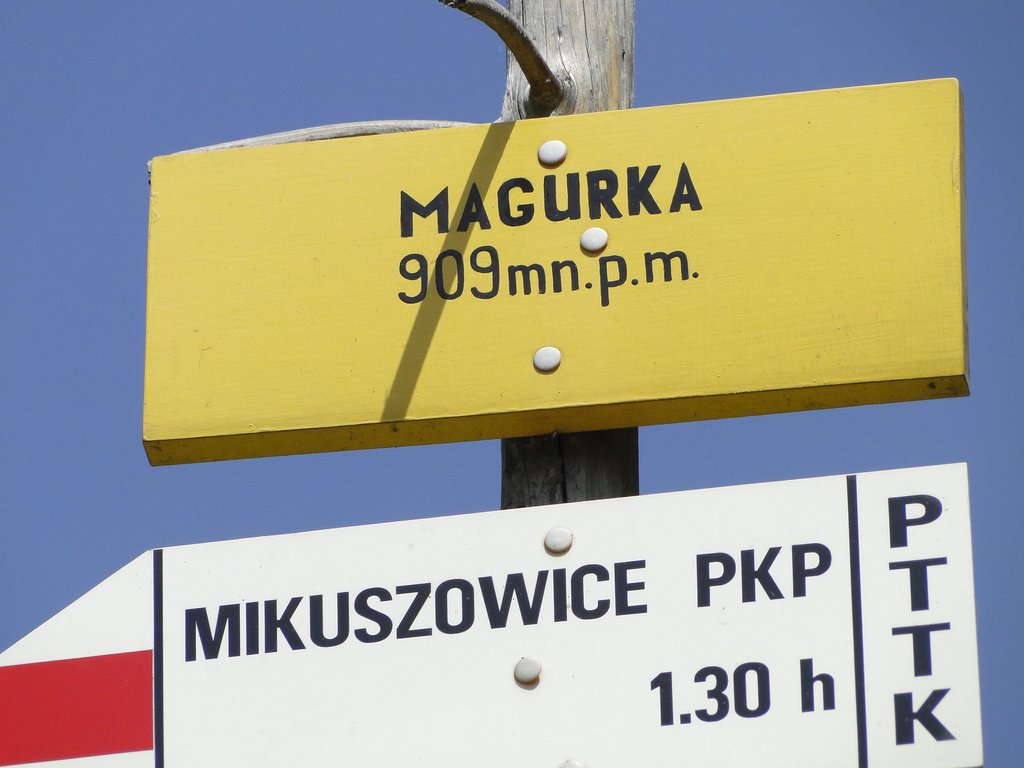 MAGURKA
909mn.p.m.
MIKUSZOWICE PKP
1.30 h
PTTK